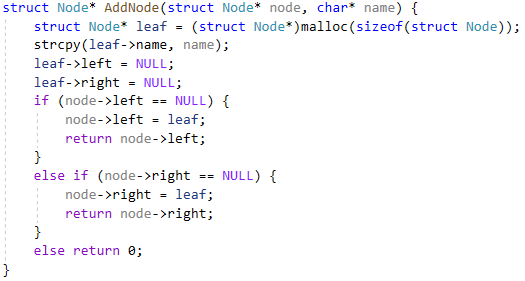 struct Node* AddNode(struct Node* node, char* name) {
    struct Node* leaf = (struct Node*)malloc(sizeof(struct Node));
    strcpy(leaf->name, name);
    leaf->left = NULL;
    leaf->right = NULL;
    if (node->left == NULL) {
        node->left = leaf;
        return node->left;
    }
    else if (node->right == NULL) {
        node->right = leaf;
        return node->right;
    }
    else return 0;
}